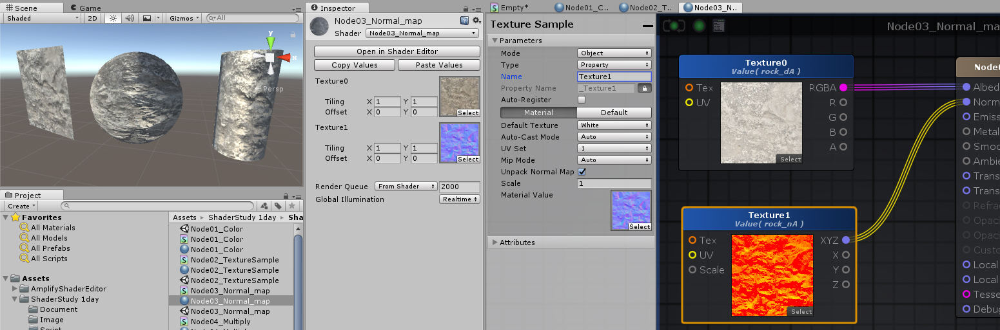 Scene
Game
Shaded
2D
Gizmos
All
y
x
Persp
Project
Create
Favorites
All Materials
All Models
All Prefabs
All Scripts
Assets
AmplifyShaderEditor
ShaderStudy 1day
Document
Image
Script
Assets ShaderStudy 1day Sha
Node01_Color
Node01_Color
Node01_Color
Node02_TextureSample
Node02_TextureSample
Node02_TextureSample
Node03_Normal_map
Node03_Normal_map
Node03_Normal_map
Node04_Multiply
Inspector
Node03_Normal_map
Shader Node03_Normal_map
Open in Shader Editor
Copy Values Paste Values
Texture0
Tiling X 1 Y 1
Offset X 0 Y 0
Select
Texture1
Tiling X 1 Y 1
Offset X 0 Y 0
Select
Render Queue From Shader 2000
Global Illumination Realtime
Empty* Node01_C.. Node02_T.. Node03_N..
Texture Sample
Parameters
Mode Object
Type Property
Name Texture1
Property Name _Texture1
Auto-Register
Material Default
Default Texture White
Auto-Cast Mode Auto
UV Set 1
Mip Mode Auto
Unpack Normal Map
Scale 1
Material Value
Select
Attributes
Node03_Normal_ma
Texture0
Value( rock_dA )
Tex
UV
RGBA
R
G
B
A
Select
Texture1
Value( rock_nA )
Tex
UV
Scale
XYZ
X
Y
Z
Select
Node0
Albed
Norm
Emiss
Metal
Smoo
Ambie
Trans
Trans
Refra
Opaci
Opaci
Custo
Local
Local
Tesse
Debug